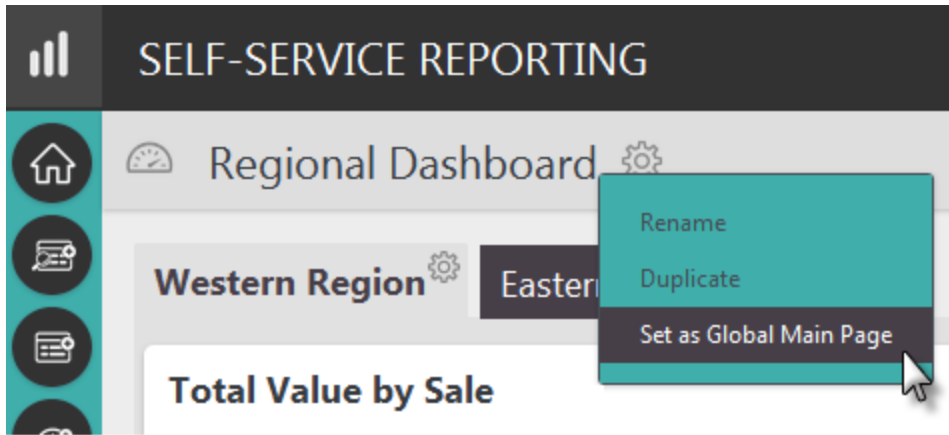 SELF-SERVICE REPORTING
Regional Dashboard
Rename
Duplicate
Set as Global Main Page
Western Region
Total Value by Sale